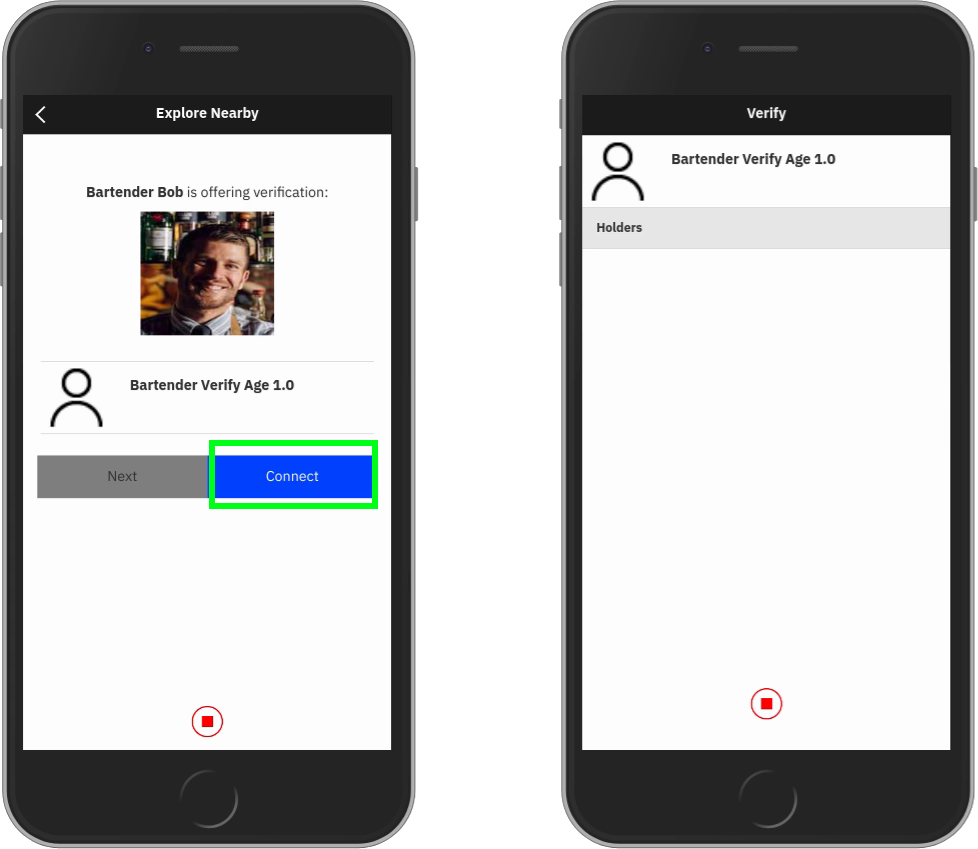 Explore Nearby
Bartender Bob is offering verification:
Bartender Verify Age 1.0
Next
Connect
Verify
Bartender Verify Age 1.0
Holders